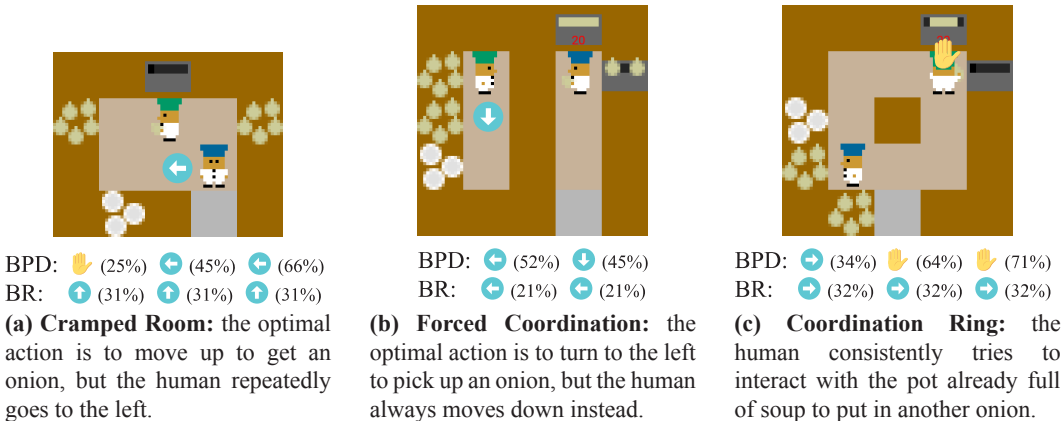 20
BPD: (25%) (45%) (66%)
BR: (31%) (31%) (31%)
(a) Cramped Room: the optimal
action is to move up to get an
onion, but the human repeatedly
goes to the left.
BPD: (52%) (45%)
BR: (21%) (21%)
(b) Forced Coordination: the
optimal action is to turn to the left
to pick up an onion, but the human
always moves down instead.
BPD: (34%) (64%) (71%)
BR: (32%) (32%) (32%)
(c) Coordination Ring: the
human consistently tries to
interact with the pot already full
of soup to put in another onion.